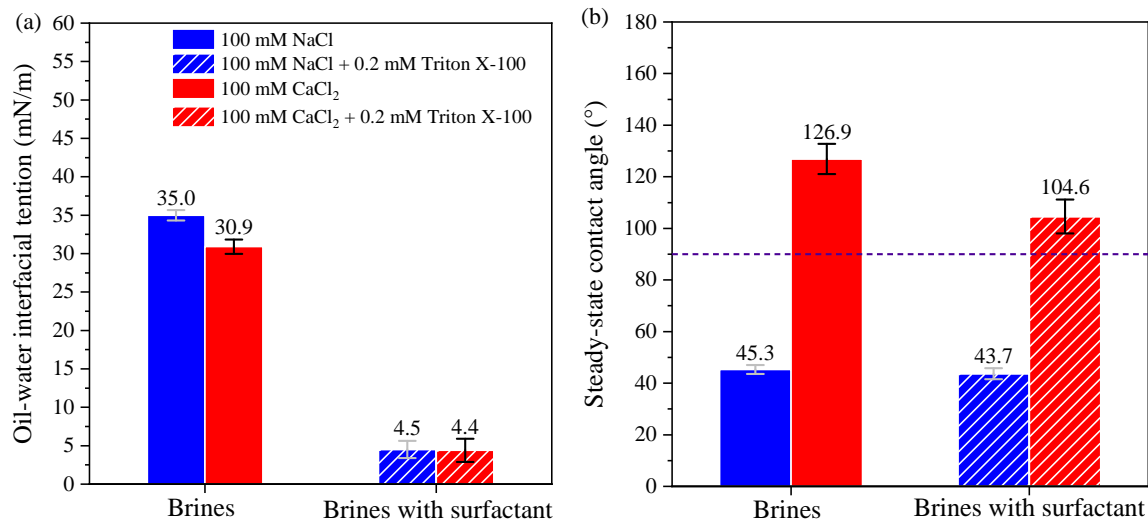 (a)
Oil-water interfacial tention (mN/m)
60
55
50
45
40
35
30
25
20
15
10
5
0
100 mM NaCl
100 mM NaCl + 0.2 mM Triton X-100
100 mM CaCl₂
100 mM CaCl₂ + 0.2 mM Triton X-100
35.0
30.9
4.5
4.4
Brines
Brines with surfactant
(b)
Steady-state contact angle (°)
180
160
140
120
100
80
60
40
20
0
45.3
126.9
43.7
104.6
Brines
Brines with surfactant